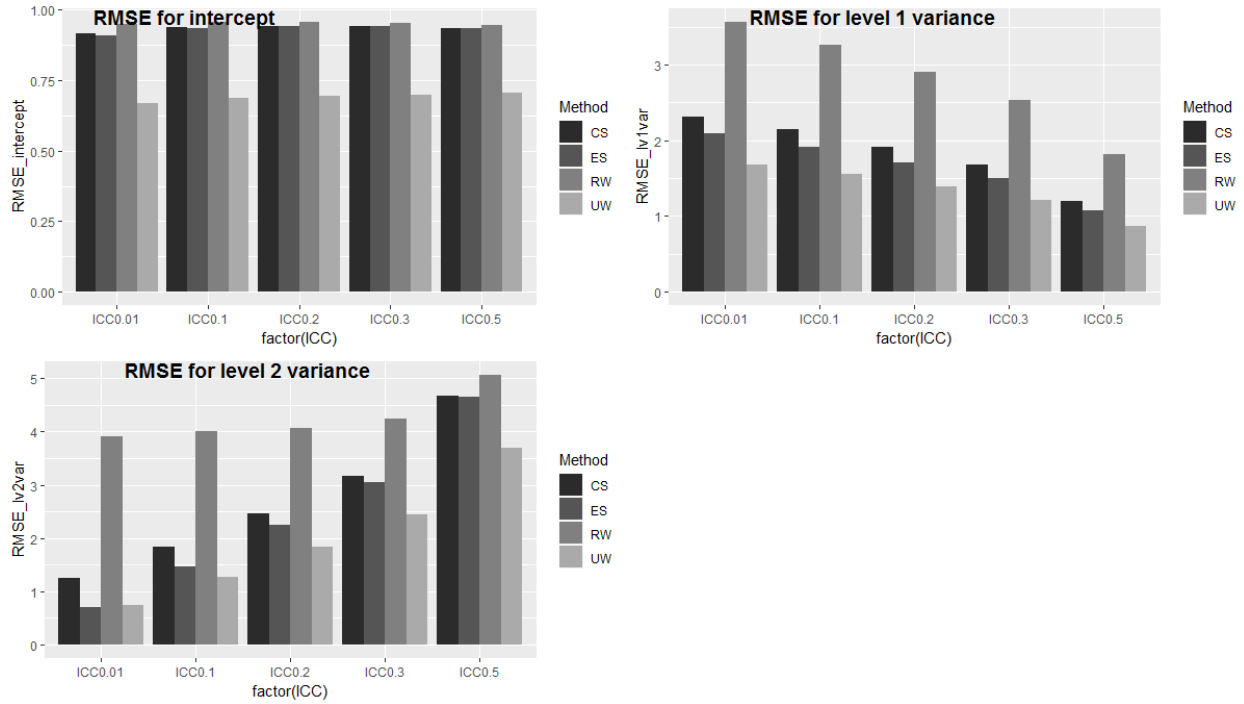 RMSE for intercept
RMSE_intercept
1.00
0.75
0.50
0.25
0.00
ICC0.01 ICC0.1 ICC0.2 ICC0.3 ICC0.5
factor(ICC)
Method
CS
ES
RW
UW
RMSE for level 1 variance
RMSE_lv1var
3
2
1
0
ICC0.01 ICC0.1 ICC0.2 ICC0.3 ICC0.5
factor(ICC)
Method
CS
ES
RW
UW
RMSE for level 2 variance
RMSE_lv2var
5
4
3
2
1
0
ICC0.01 ICC0.1 ICC0.2 ICC0.3 ICC0.5
factor(ICC)
Method
CS
ES
RW
UW